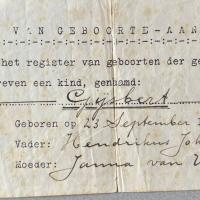 VAN GEBOORTE-AAN
het register van geboorten der ge
reven een kind, genaamd:
Gijsbert
Geboren op 23 September
Vader: Hendrikus Joh
Moeder: Janna van